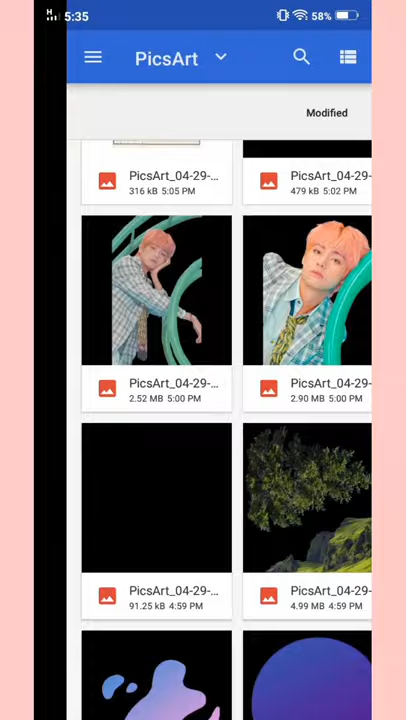 H
5:35
58%
PicsArt
Modified
PicsArt_04-29-...
316 kB 5:05 PM
PicsArt_04-29-
479 kB 5:02 PM
PicsArt_04-29-...
2.52 MB 5:00 PM
PicsArt_04-29-
2.90 MB 5:00 PM
PicsArt_04-29-...
91.25 kB 4:59 PM
PicsArt_04-29-
4.99 MB 4:59 PM